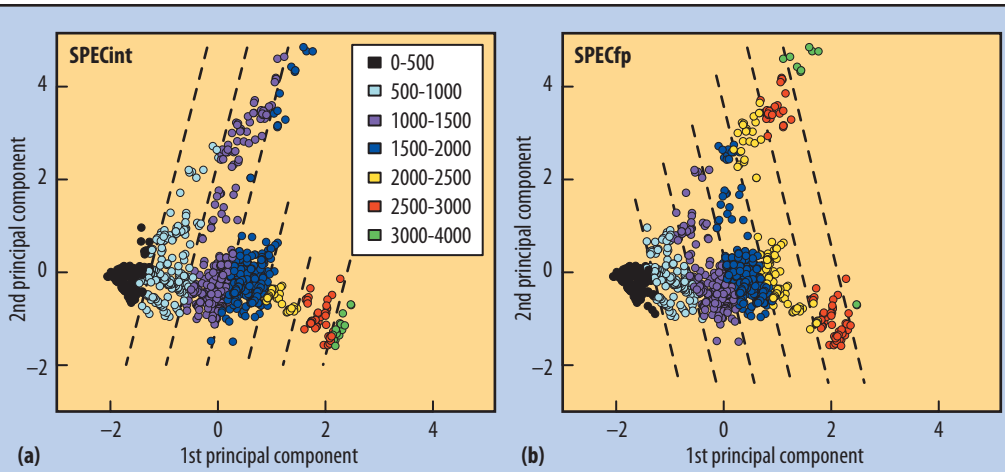 SPECint
4
2
0
−2
2nd principal component
0-500
500-1000
1000-1500
1500-2000
2000-2500
2500-3000
3000-4000
−2
0
2
4
1st principal component
(a)
SPECfp
4
2
0
−2
2nd principal component
−2
0
2
4
1st principal component
(b)